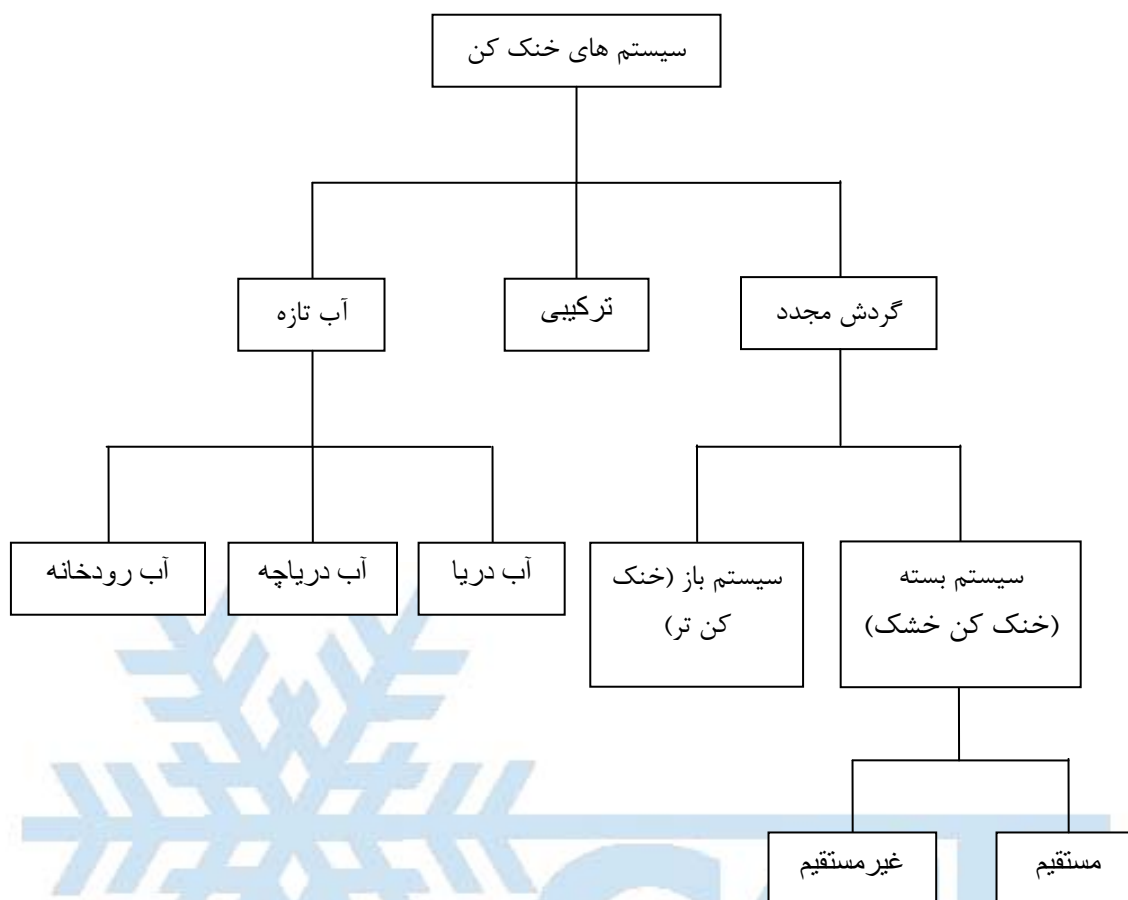 سیستم های خنک کن
گردش مجدد
ترکیبی
آب تازه
سیستم بسته
(خنک کن خشک)
سیستم باز (خنک
کن تر)
آب دریا
آب دریاچه
آب رودخانه
مستقیم
غیرمستقیم